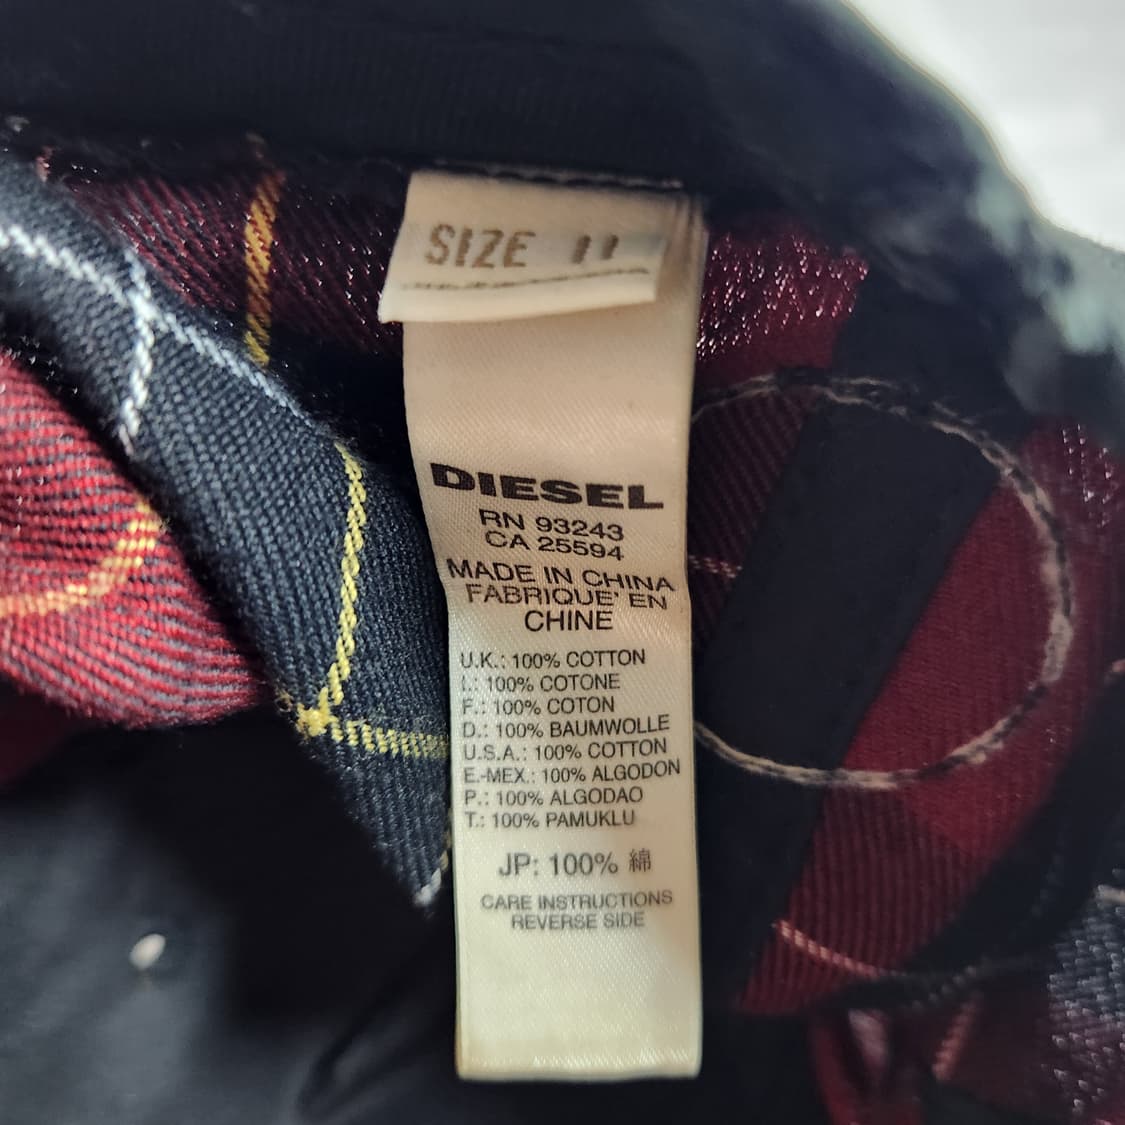 SIZE II
DIESEL
RN 93243
CA 25594
MADE IN CHINA
FABRIQUE' EN
CHINE
U.K.: 100% COTTON
I.: 100% COTONE
F.: 100% COTON
D.: 100% BAUMWOLLE
U.S.A.: 100% COTTON
E.-MEX.: 100% ALGODON
P.: 100% ALGODAO
T.: 100% PAMUKLU
JP: 100% 綿
CARE INSTRUCTIONS
REVERSE SIDE